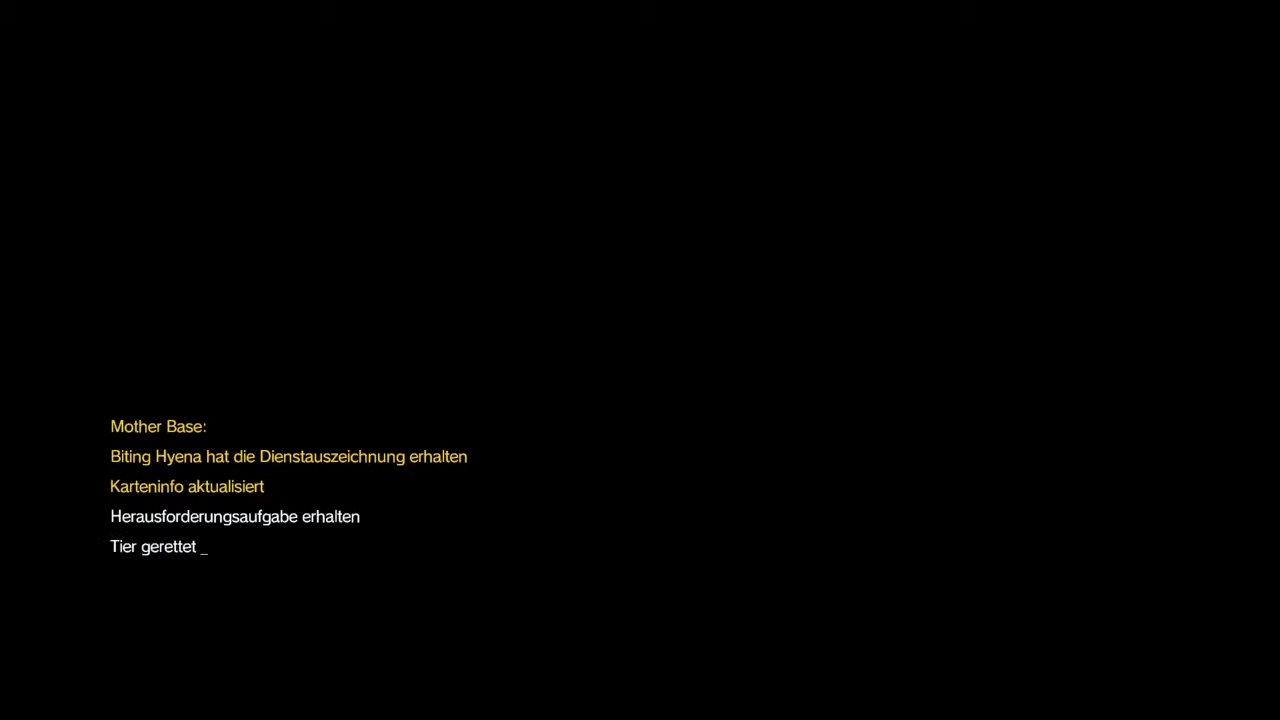 Mother Base:
Biting Hyena hat die Dienstauszeichnung erhalten
Karteninfo aktualisiert
Herausforderungsaufgabe erhalten
Tier gerettet _